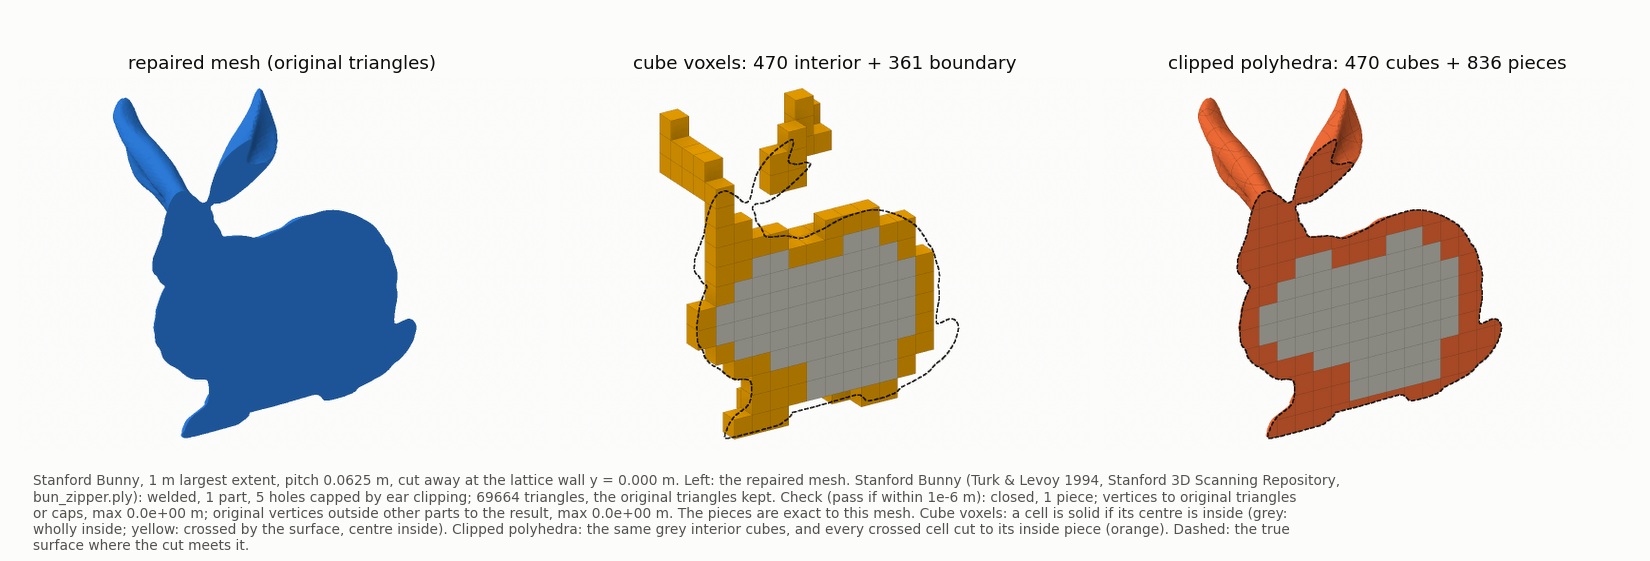 repaired mesh (original triangles)
cube voxels: 470 interior + 361 boundary
clipped polyhedra: 470 cubes + 836 pieces
Stanford Bunny, 1 m largest extent, pitch 0.0625 m, cut away at the lattice wall y = 0.000 m. Left: the repaired mesh. Stanford Bunny (Turk & Levoy 1994, Stanford 3D Scanning Repository,
bun_zipper.ply): welded, 1 part, 5 holes capped by ear clipping; 69664 triangles, the original triangles kept. Check (pass if within 1e-6 m): closed, 1 piece; vertices to original triangles
or caps, max 0.0e+00 m; original vertices outside other parts to the result, max 0.0e+00 m. The pieces are exact to this mesh. Cube voxels: a cell is solid if its centre is inside (grey:
wholly inside; yellow: crossed by the surface, centre inside). Clipped polyhedra: the same grey interior cubes, and every crossed cell cut to its inside piece (orange). Dashed: the true
surface where the cut meets it.